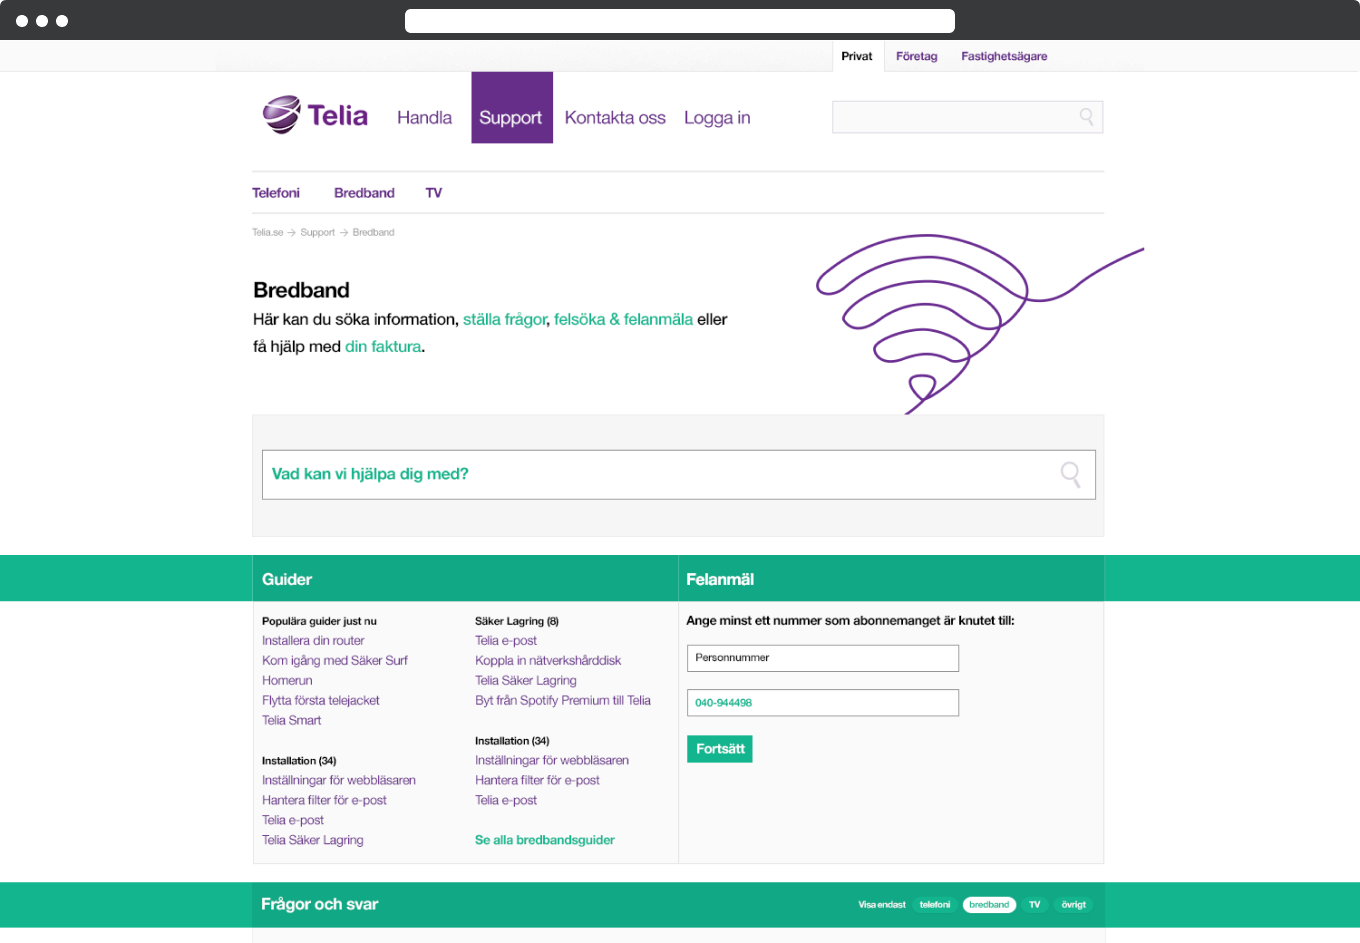 Privat Företag Fastighetsägare
Telia Handla Support Kontakta oss Logga in
Telefoni Bredband TV
Telia.se → Support → Bredband
Bredband
Här kan du söka information, ställa frågor, felsöka & felanmäla eller
få hjälp med din faktura.
Vad kan vi hjälpa dig med?
Guider
Populära guider just nu
Installera din router
Kom igång med Säker Surf
Homerun
Flytta första telejacket
Telia Smart
Installation (34)
Inställningar för webbläsaren
Hantera filter för e-post
Telia e-post
Telia Säker Lagring
Säker Lagring (8)
Telia e-post
Koppla in nätverkshårddisk
Telia Säker Lagring
Byt från Spotify Premium till Telia
Installation (34)
Inställningar för webbläsaren
Hantera filter för e-post
Telia e-post
Se alla bredbandsguider
Felanmäl
Ange minst ett nummer som abonnemanget är knutet till:
Personnummer
040-944498
Fortsätt
Frågor och svar
Visa endast telefoni bredband TV övrigt